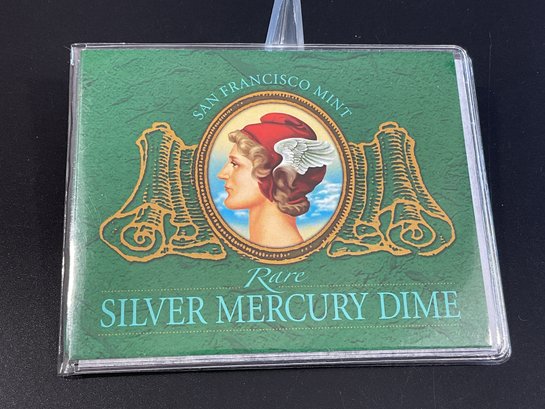 SAN FRANCISCO MINT
Rare
SILVER MERCURY DIME